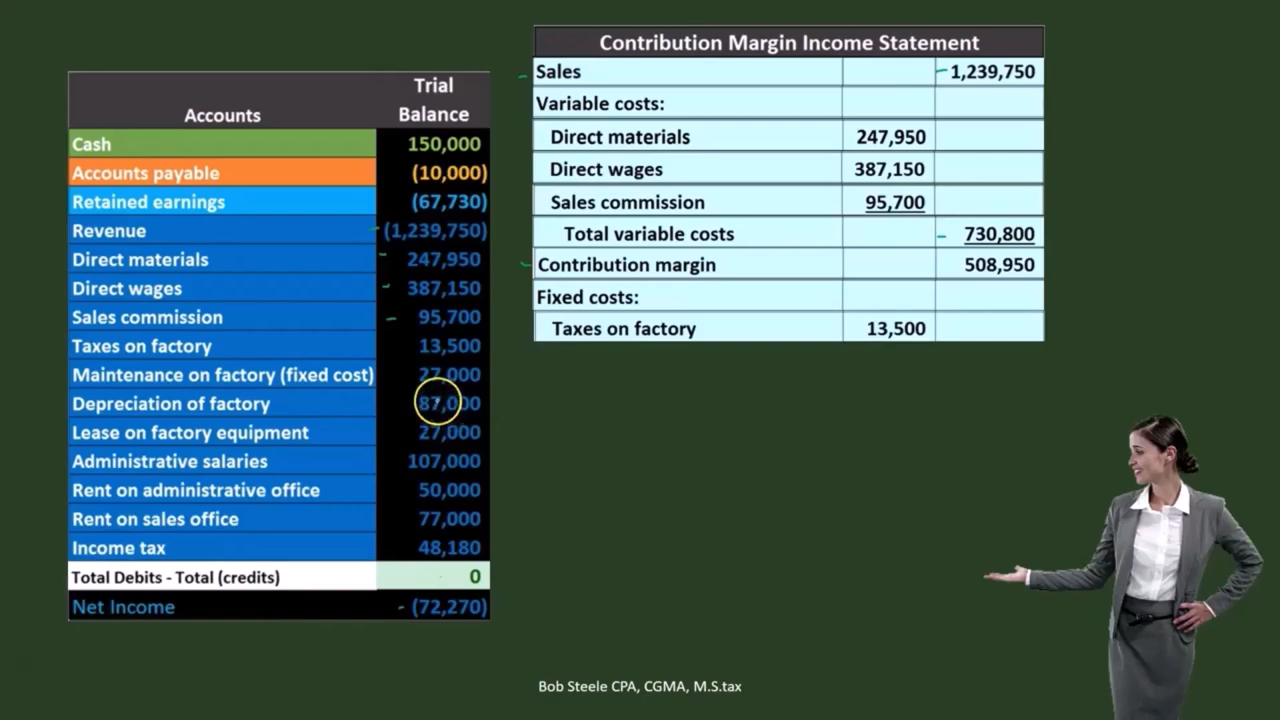 Trial
Accounts Balance
Cash 150,000
Accounts payable (10,000)
Retained earnings (67,730)
Revenue (1,239,750)
Direct materials 247,950
Direct wages 387,150
Sales commission 95,700
Taxes on factory 13,500
Maintenance on factory (fixed cost) 27,000
Depreciation of factory 87,000
Lease on factory equipment 27,000
Administrative salaries 107,000
Rent on administrative office 50,000
Rent on sales office 77,000
Income tax 48,180
Total Debits - Total (credits) 0
Net Income (72,270)
Contribution Margin Income Statement
Sales 1,239,750
Variable costs:
Direct materials 247,950
Direct wages 387,150
Sales commission 95,700
Total variable costs 730,800
Contribution margin 508,950
Fixed costs:
Taxes on factory 13,500
Bob Steele CPA, CGMA, M.S.tax